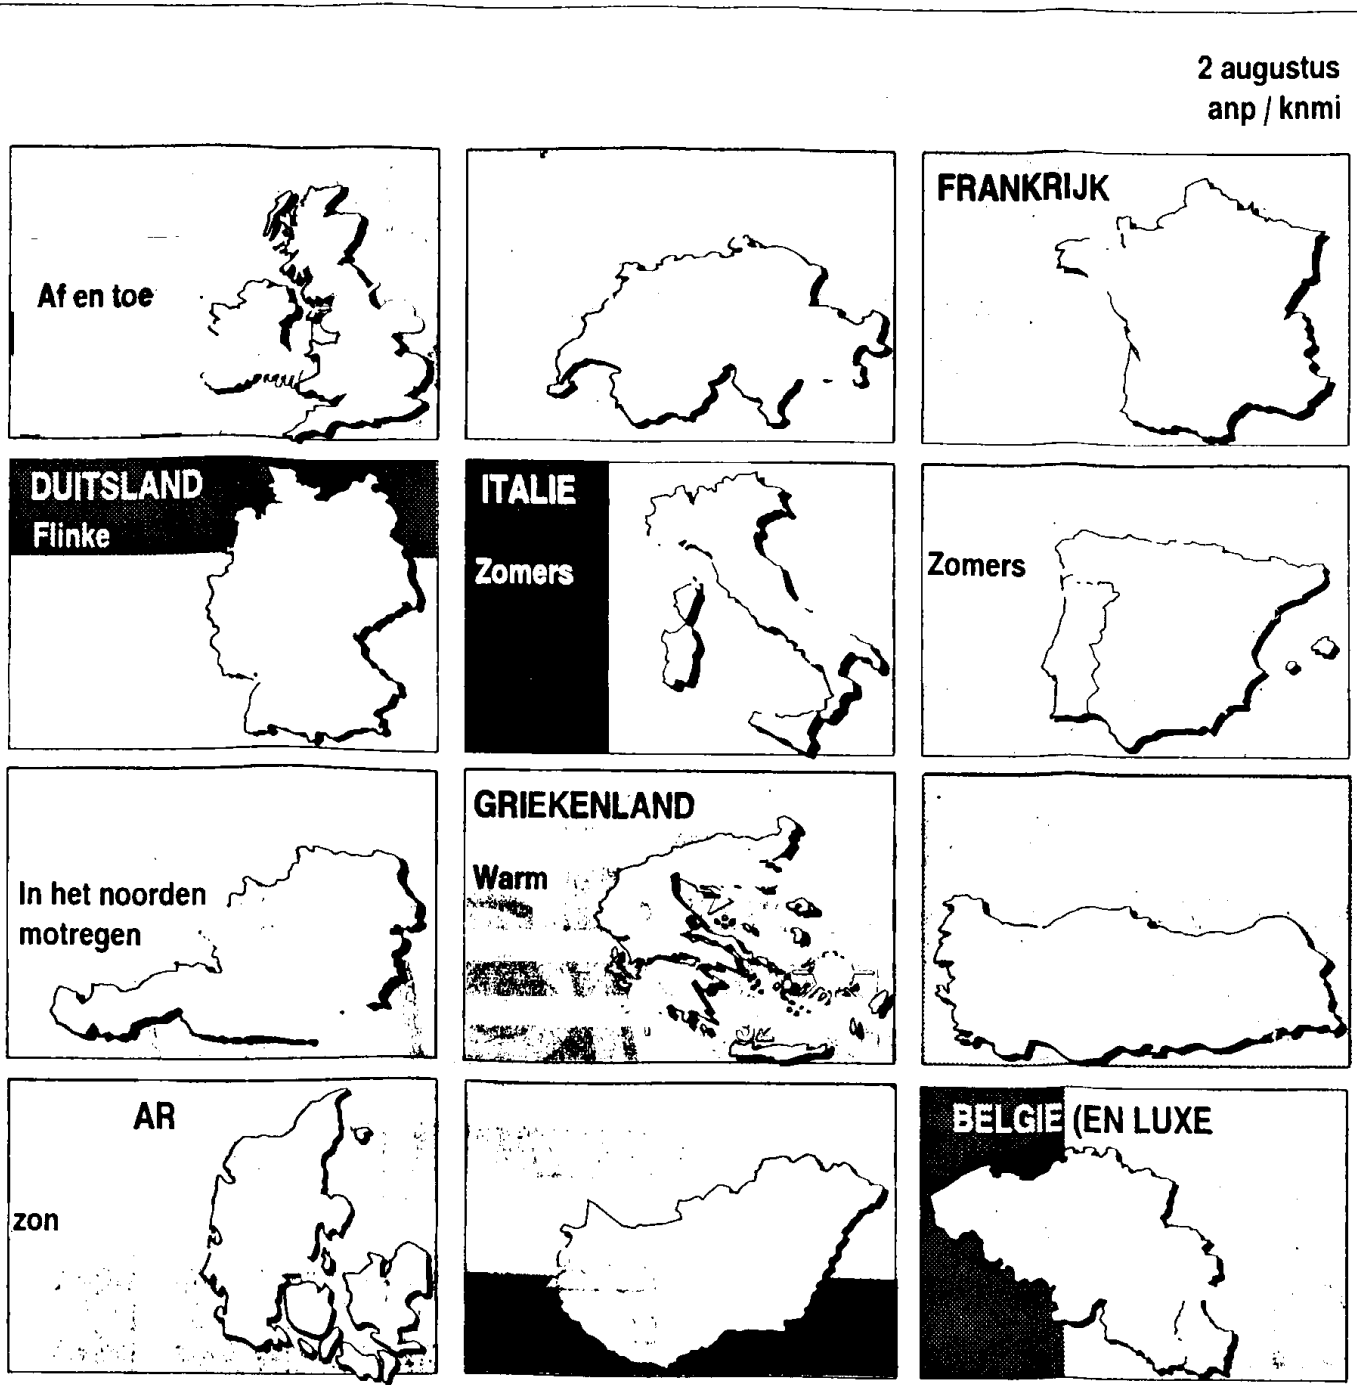 2 augustus
anp / knmi
Af en toe
FRANKRIJK
DUITSLAND
Flinke
ITALIE
Zomers
Zomers
In het noorden
motregen
GRIEKENLAND
Warm
AR
zon
BELGIE (EN LUXE